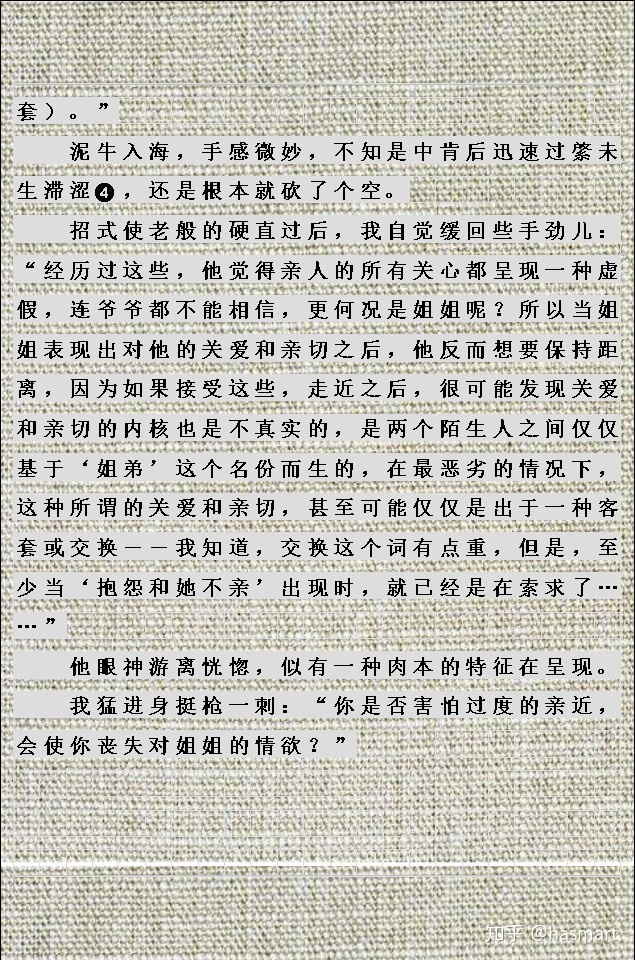 套）。”
泥牛入海，手感微妙，不知是中肯后迅速过綮未
生滞涩❹，还是根本就砍了个空。
招式使老般的硬直过后，我自觉缓回些手劲儿：
“经历过这些，他觉得亲人的所有关心都呈现一种虚
假，连爷爷都不能相信，更何况是姐姐呢？所以当姐
姐表现出对他的关爱和亲切之后，他反而想要保持距
离，因为如果接受这些，走近之后，很可能发现关爱
和亲切的内核也是不真实的，是两个陌生人之间仅仅
基于‘姐弟’这个名份而生的，在最恶劣的情况下，
这种所谓的关爱和亲切，甚至可能仅仅是出于一种客
套或交换－－我知道，交换这个词有点重，但是，至
少当‘抱怨和她不亲’出现时，就已经是在索求了…
…”
他眼神游离恍惚，似有一种肉本的特征在呈现。
我猛进身挺枪一刺：“你是否害怕过度的亲近，
会使你丧失对姐姐的情欲？”
知乎 @hasmart